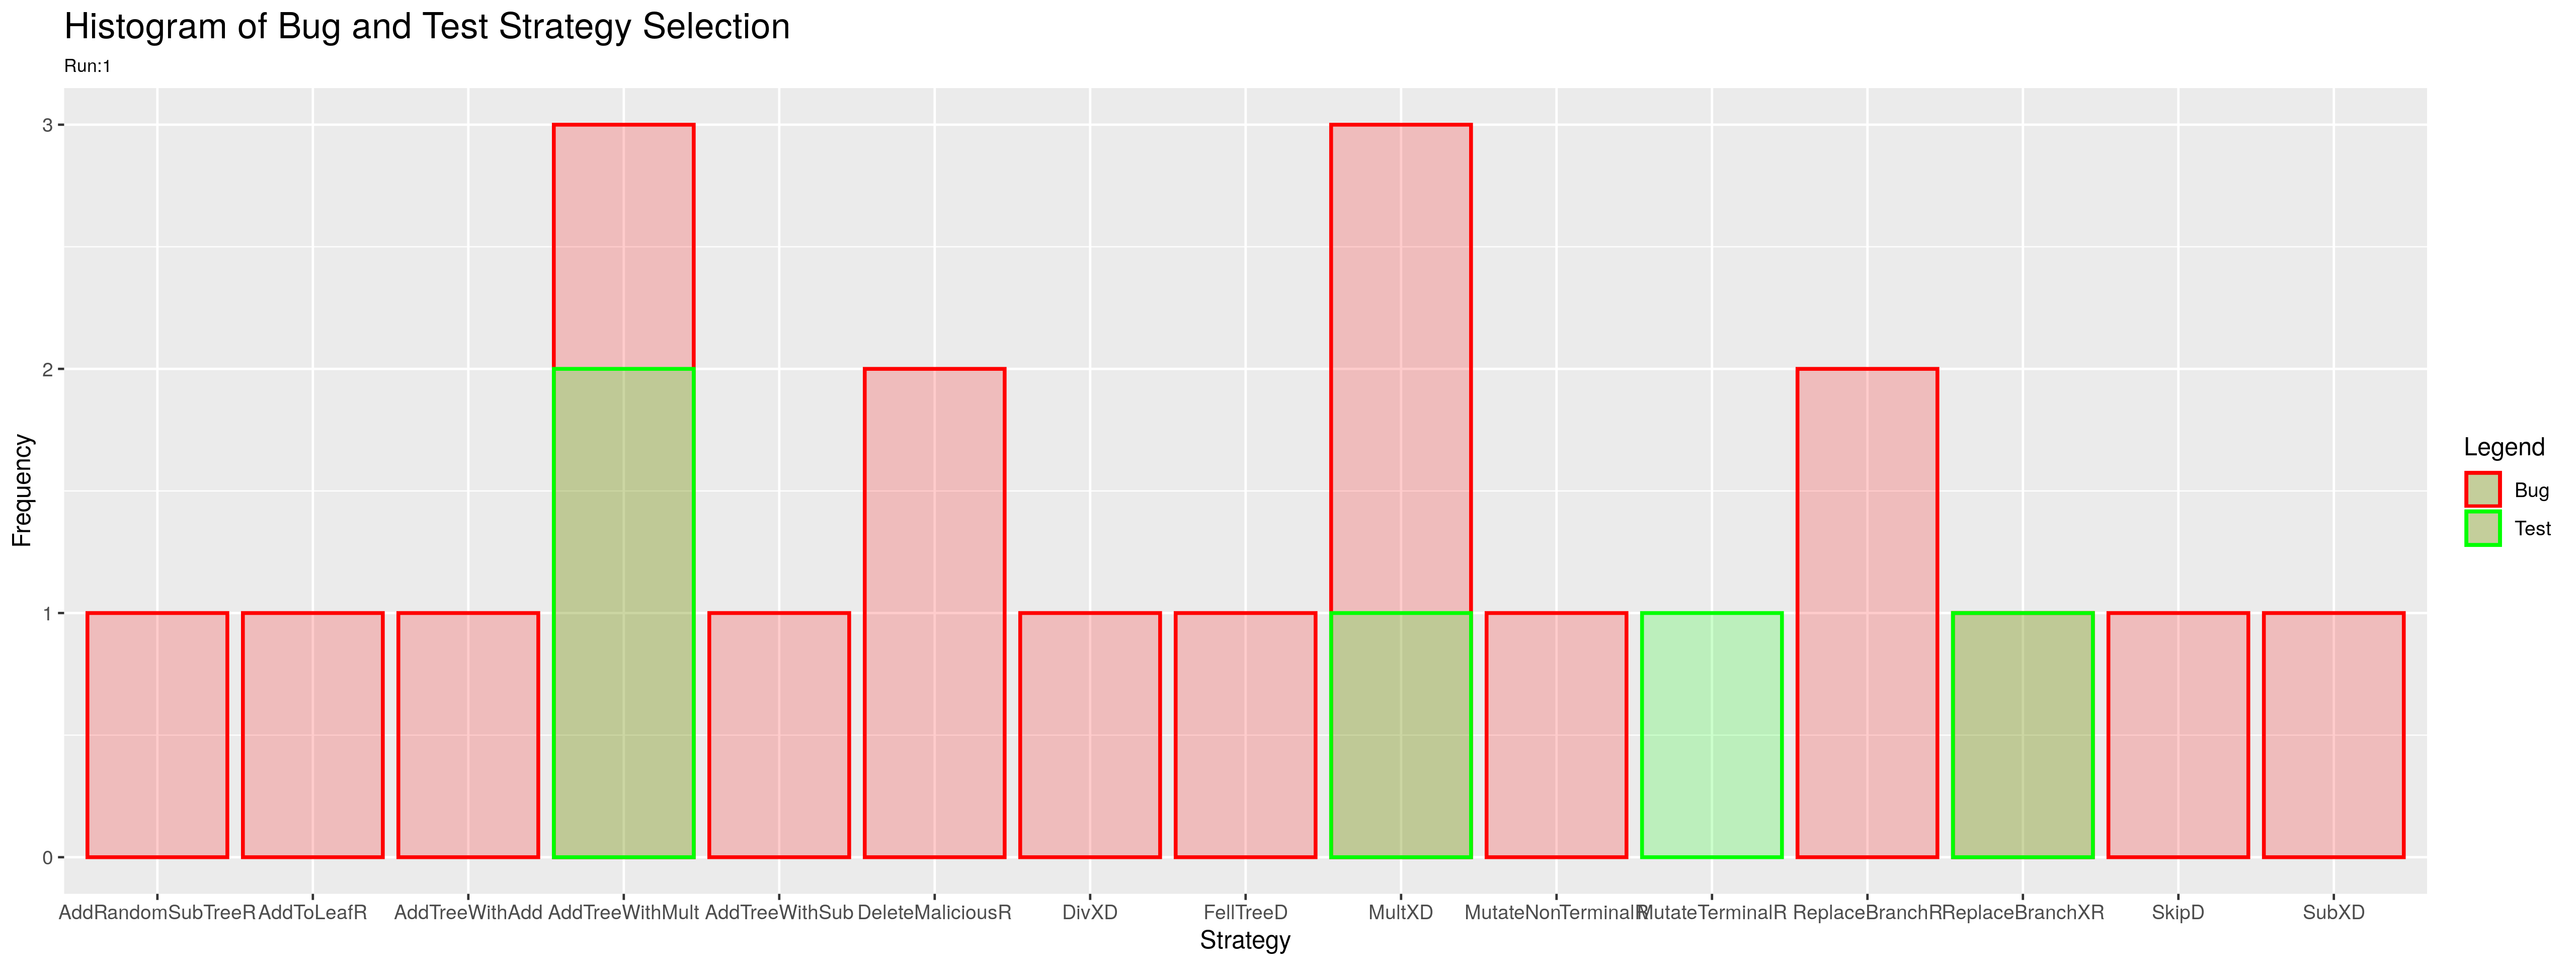 Histogram of Bug and Test Strategy Selection
Run:1
Frequency
3
2
1
0
AddRandomSubTreeR AddToLeafR AddTreeWithAdd AddTreeWithMult AddTreeWithSub DeleteMaliciousR DivXD FellTreeD MultXD MutateNonTerminalR MutateTerminalR ReplaceBranchR ReplaceBranchXR SkipD SubXD
Strategy
Legend
Bug
Test